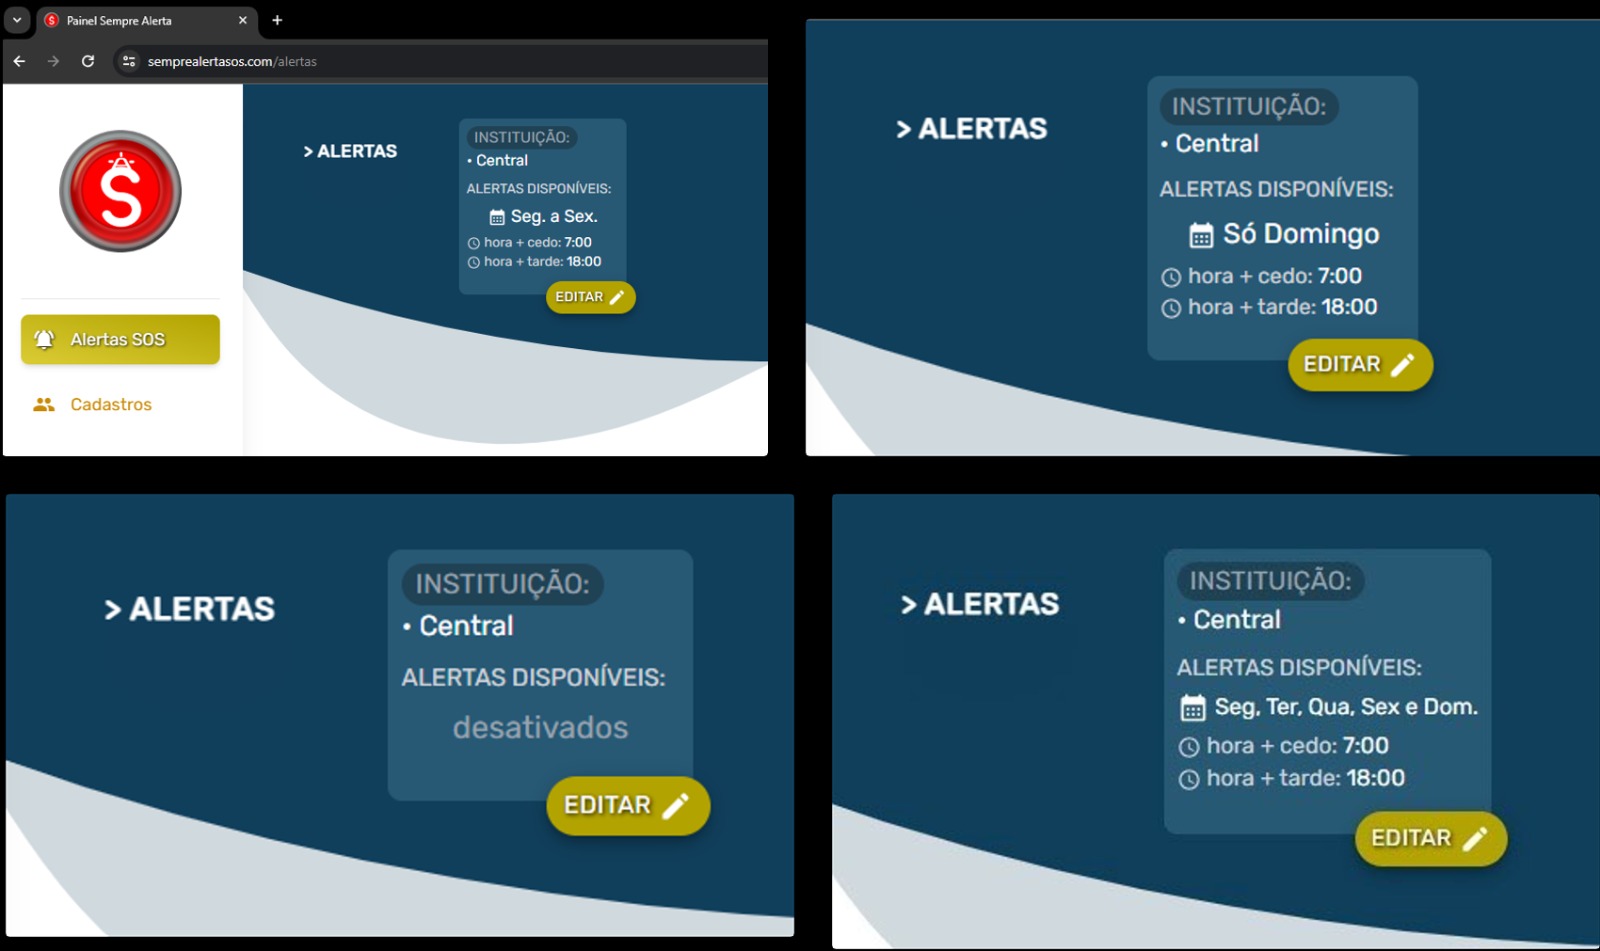 Painel Sempre Alerta
semprealertasos.com/alertas
S
> ALERTAS
INSTITUIÇÃO:
• Central
ALERTAS DISPONÍVEIS:
Seg. a Sex.
hora + cedo: 7:00
hora + tarde: 18:00
EDITAR
Alertas SOS
Cadastros
> ALERTAS
INSTITUIÇÃO:
• Central
ALERTAS DISPONÍVEIS:
Só Domingo
hora + cedo: 7:00
hora + tarde: 18:00
EDITAR
> ALERTAS
INSTITUIÇÃO:
• Central
ALERTAS DISPONÍVEIS:
desativados
EDITAR
> ALERTAS
INSTITUIÇÃO:
• Central
ALERTAS DISPONÍVEIS:
Seg, Ter, Qua, Sex e Dom.
hora + cedo: 7:00
hora + tarde: 18:00
EDITAR